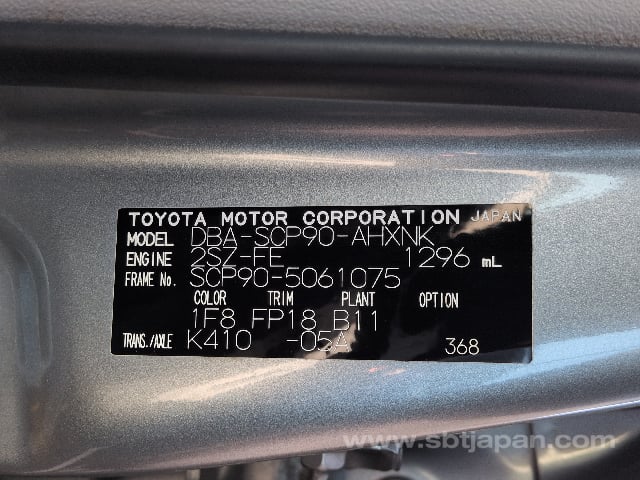 TOYOTA MOTOR CORPORATION JAPAN
MODEL DBA-SCP90-AHXNK
ENGINE 2SZ-FE 1296 mL
FRAME No. SCP90-5061075
COLOR TRIM PLANT OPTION
1F8 FP18 B11
TRANS./AXLE K410 -05A 368
www.sbtjapan.com